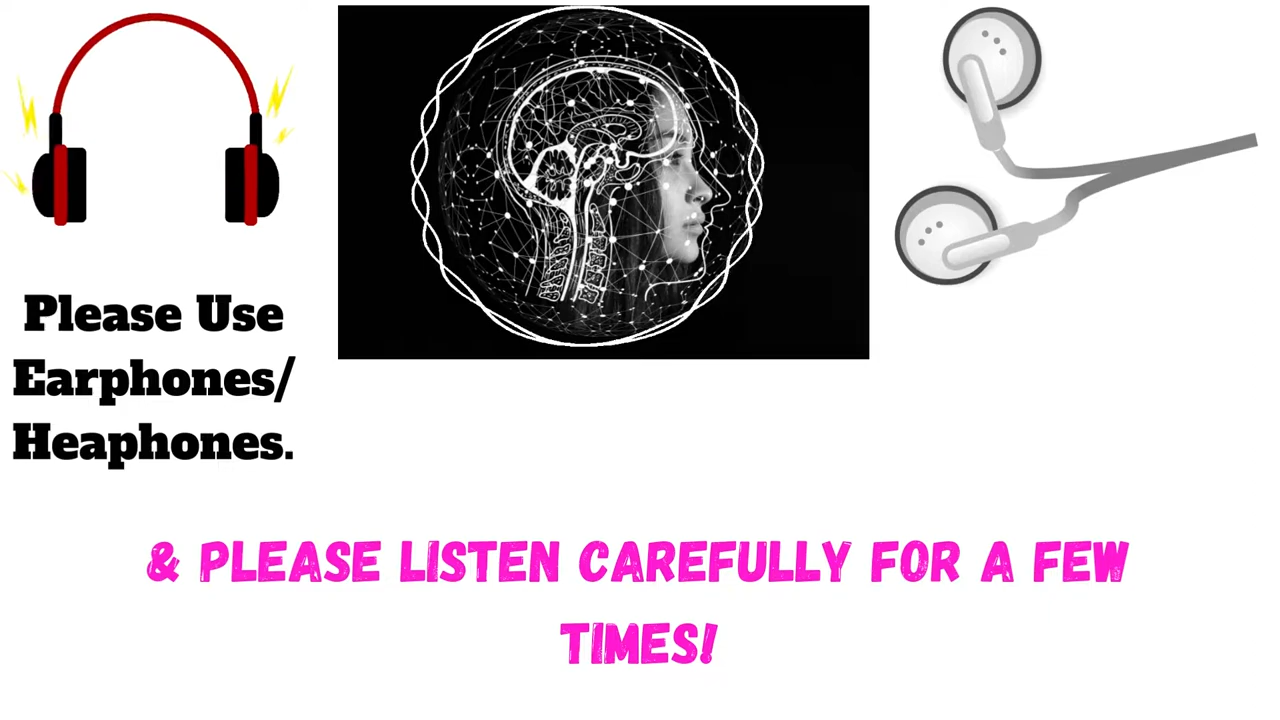 Please Use
Earphones/
Heaphones.
& PLEASE LISTEN CAREFULLY FOR A FEW
TIMES!